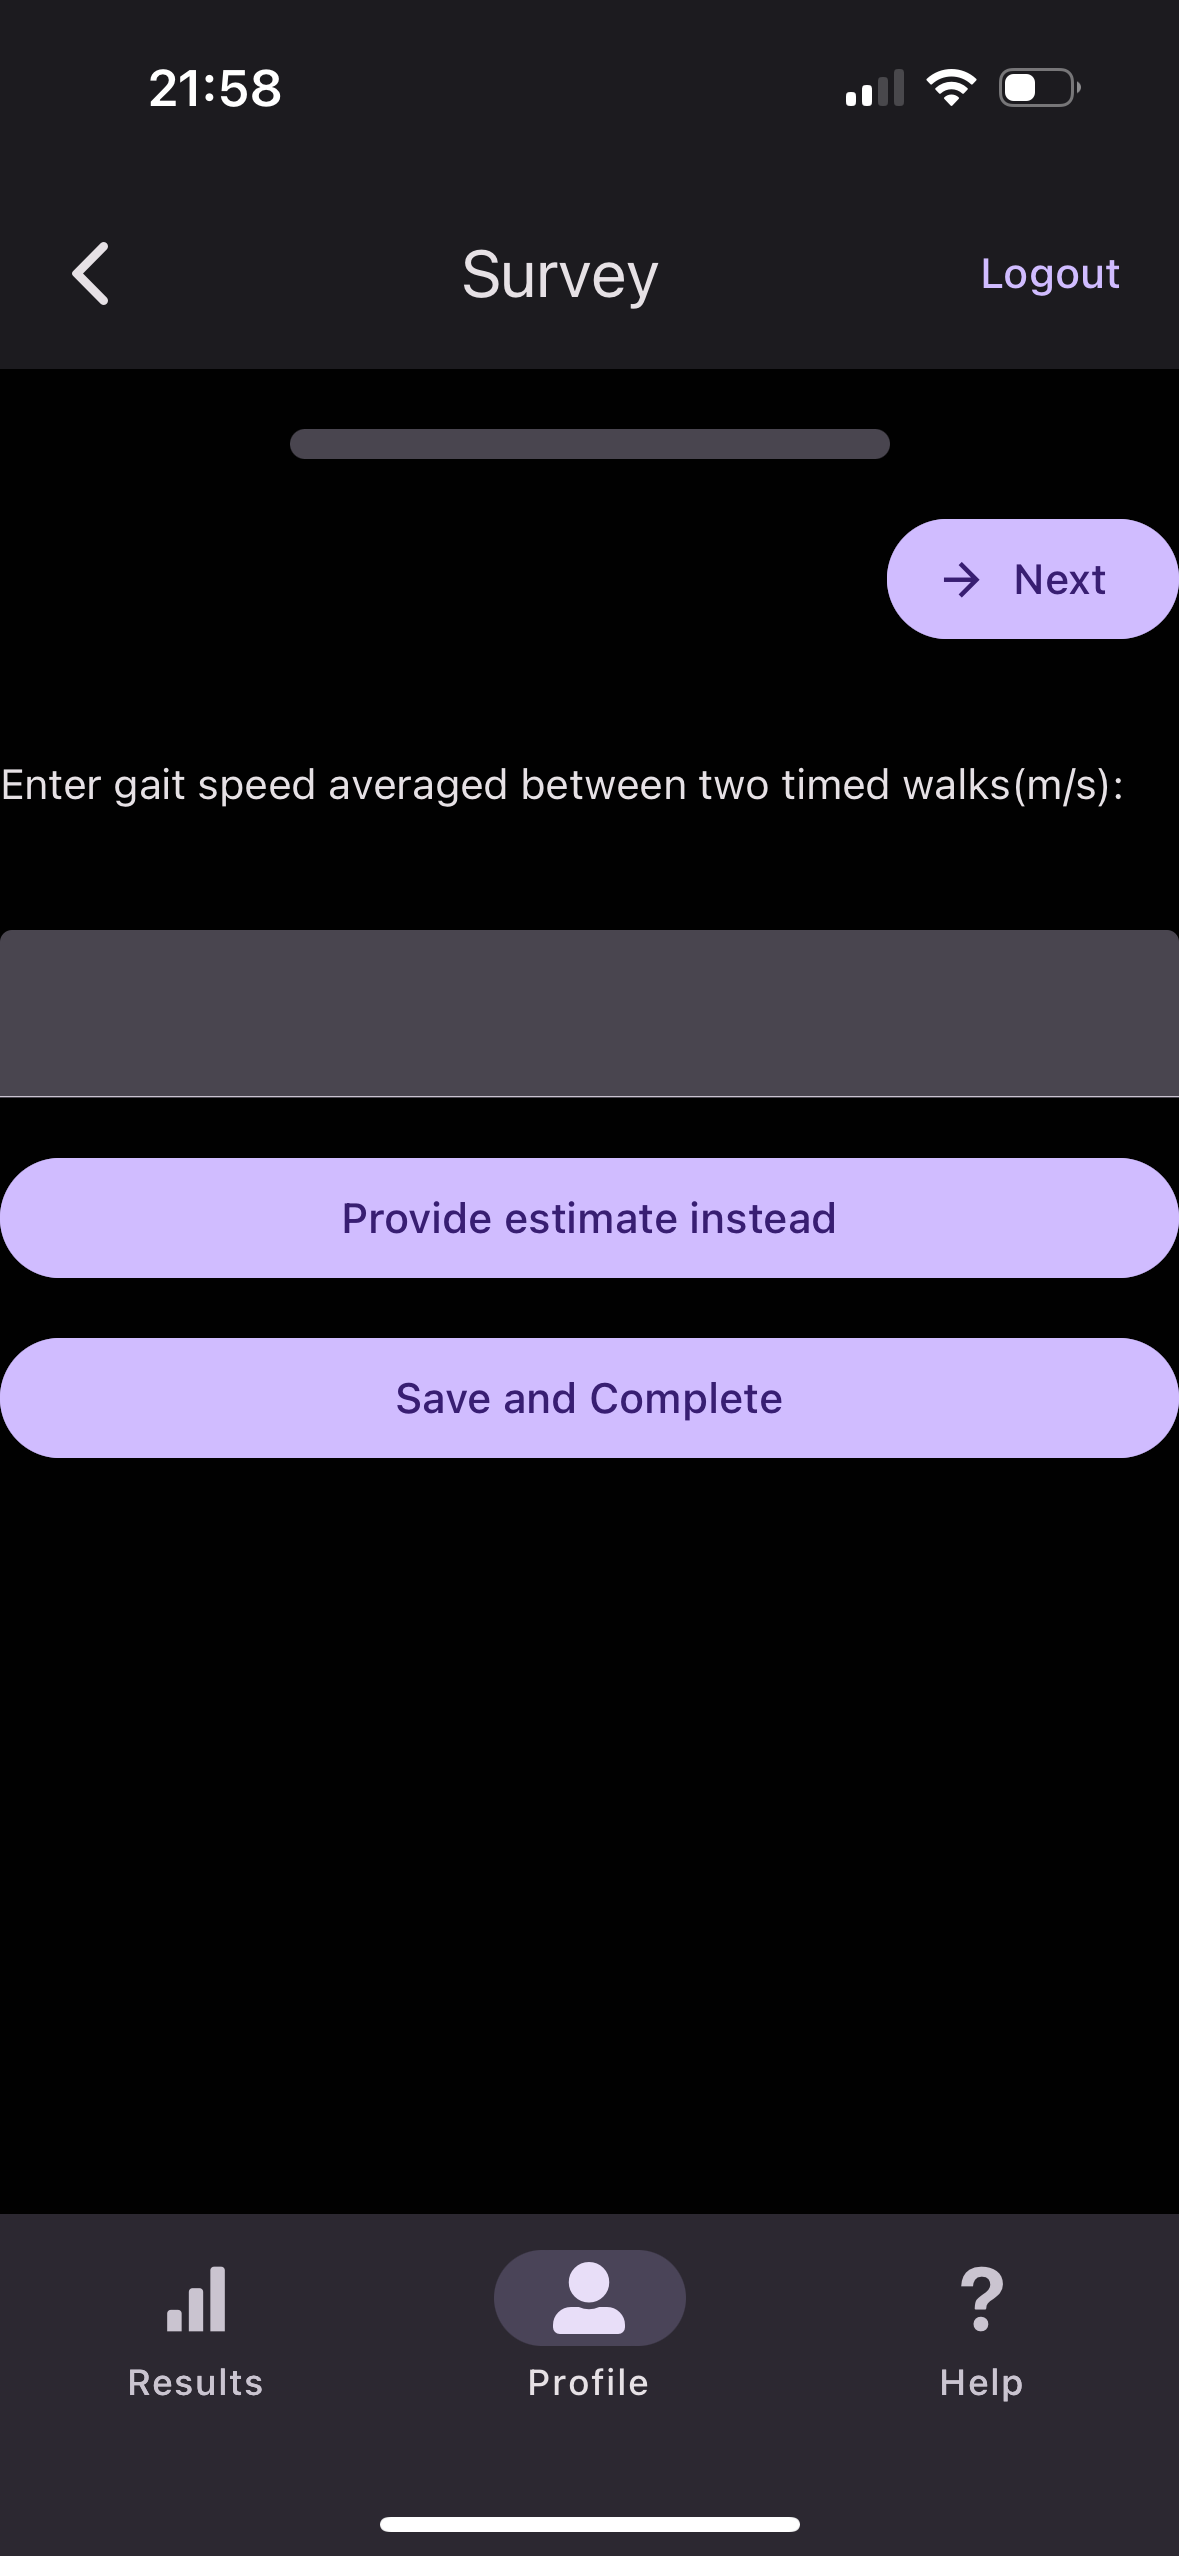 21:58
Survey
Logout
Next
Enter gait speed averaged between two timed walks(m/s):
Provide estimate instead
Save and Complete
Results
Profile
Help